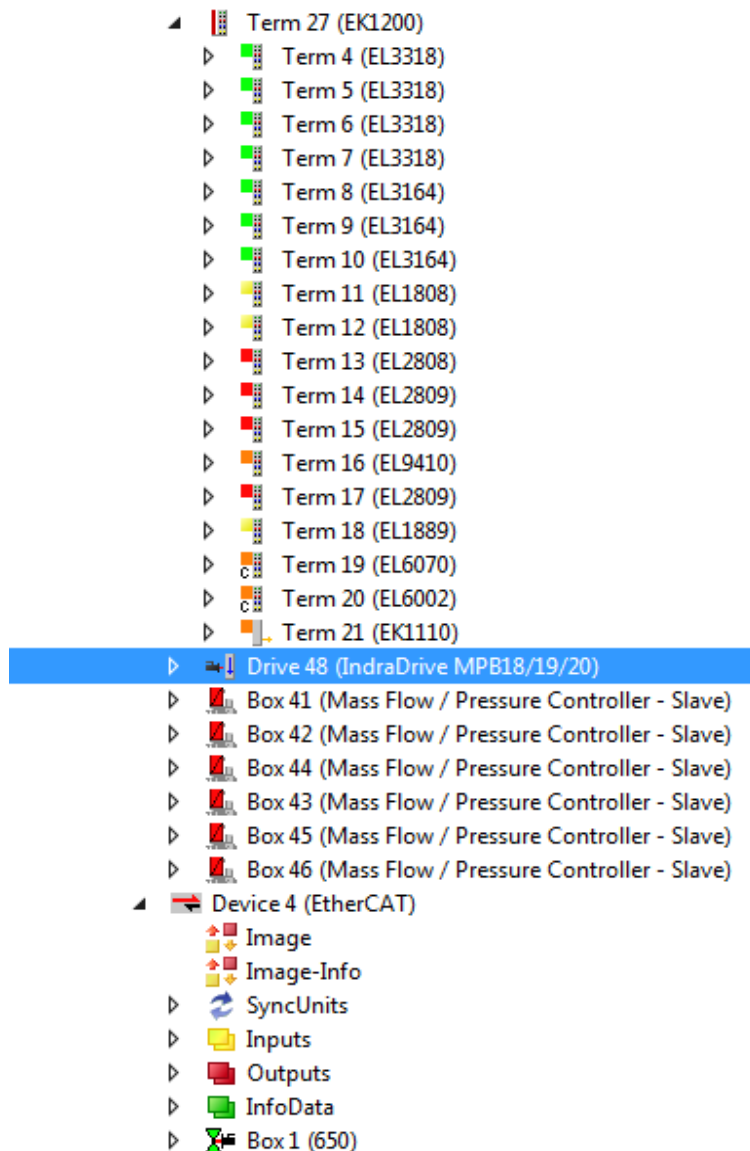 Term 27 (EK1200)
Term 4 (EL3318)
Term 5 (EL3318)
Term 6 (EL3318)
Term 7 (EL3318)
Term 8 (EL3164)
Term 9 (EL3164)
Term 10 (EL3164)
Term 11 (EL1808)
Term 12 (EL1808)
Term 13 (EL2808)
Term 14 (EL2809)
Term 15 (EL2809)
Term 16 (EL9410)
Term 17 (EL2809)
Term 18 (EL1889)
C Term 19 (EL6070)
C Term 20 (EL6002)
Term 21 (EK1110)
Drive 48 (IndraDrive MPB18/19/20)
Box 41 (Mass Flow / Pressure Controller - Slave)
Box 42 (Mass Flow / Pressure Controller - Slave)
Box 44 (Mass Flow / Pressure Controller - Slave)
Box 43 (Mass Flow / Pressure Controller - Slave)
Box 45 (Mass Flow / Pressure Controller - Slave)
Box 46 (Mass Flow / Pressure Controller - Slave)
Device 4 (EtherCAT)
Image
Image-Info
SyncUnits
Inputs
Outputs
InfoData
Box 1 (650)